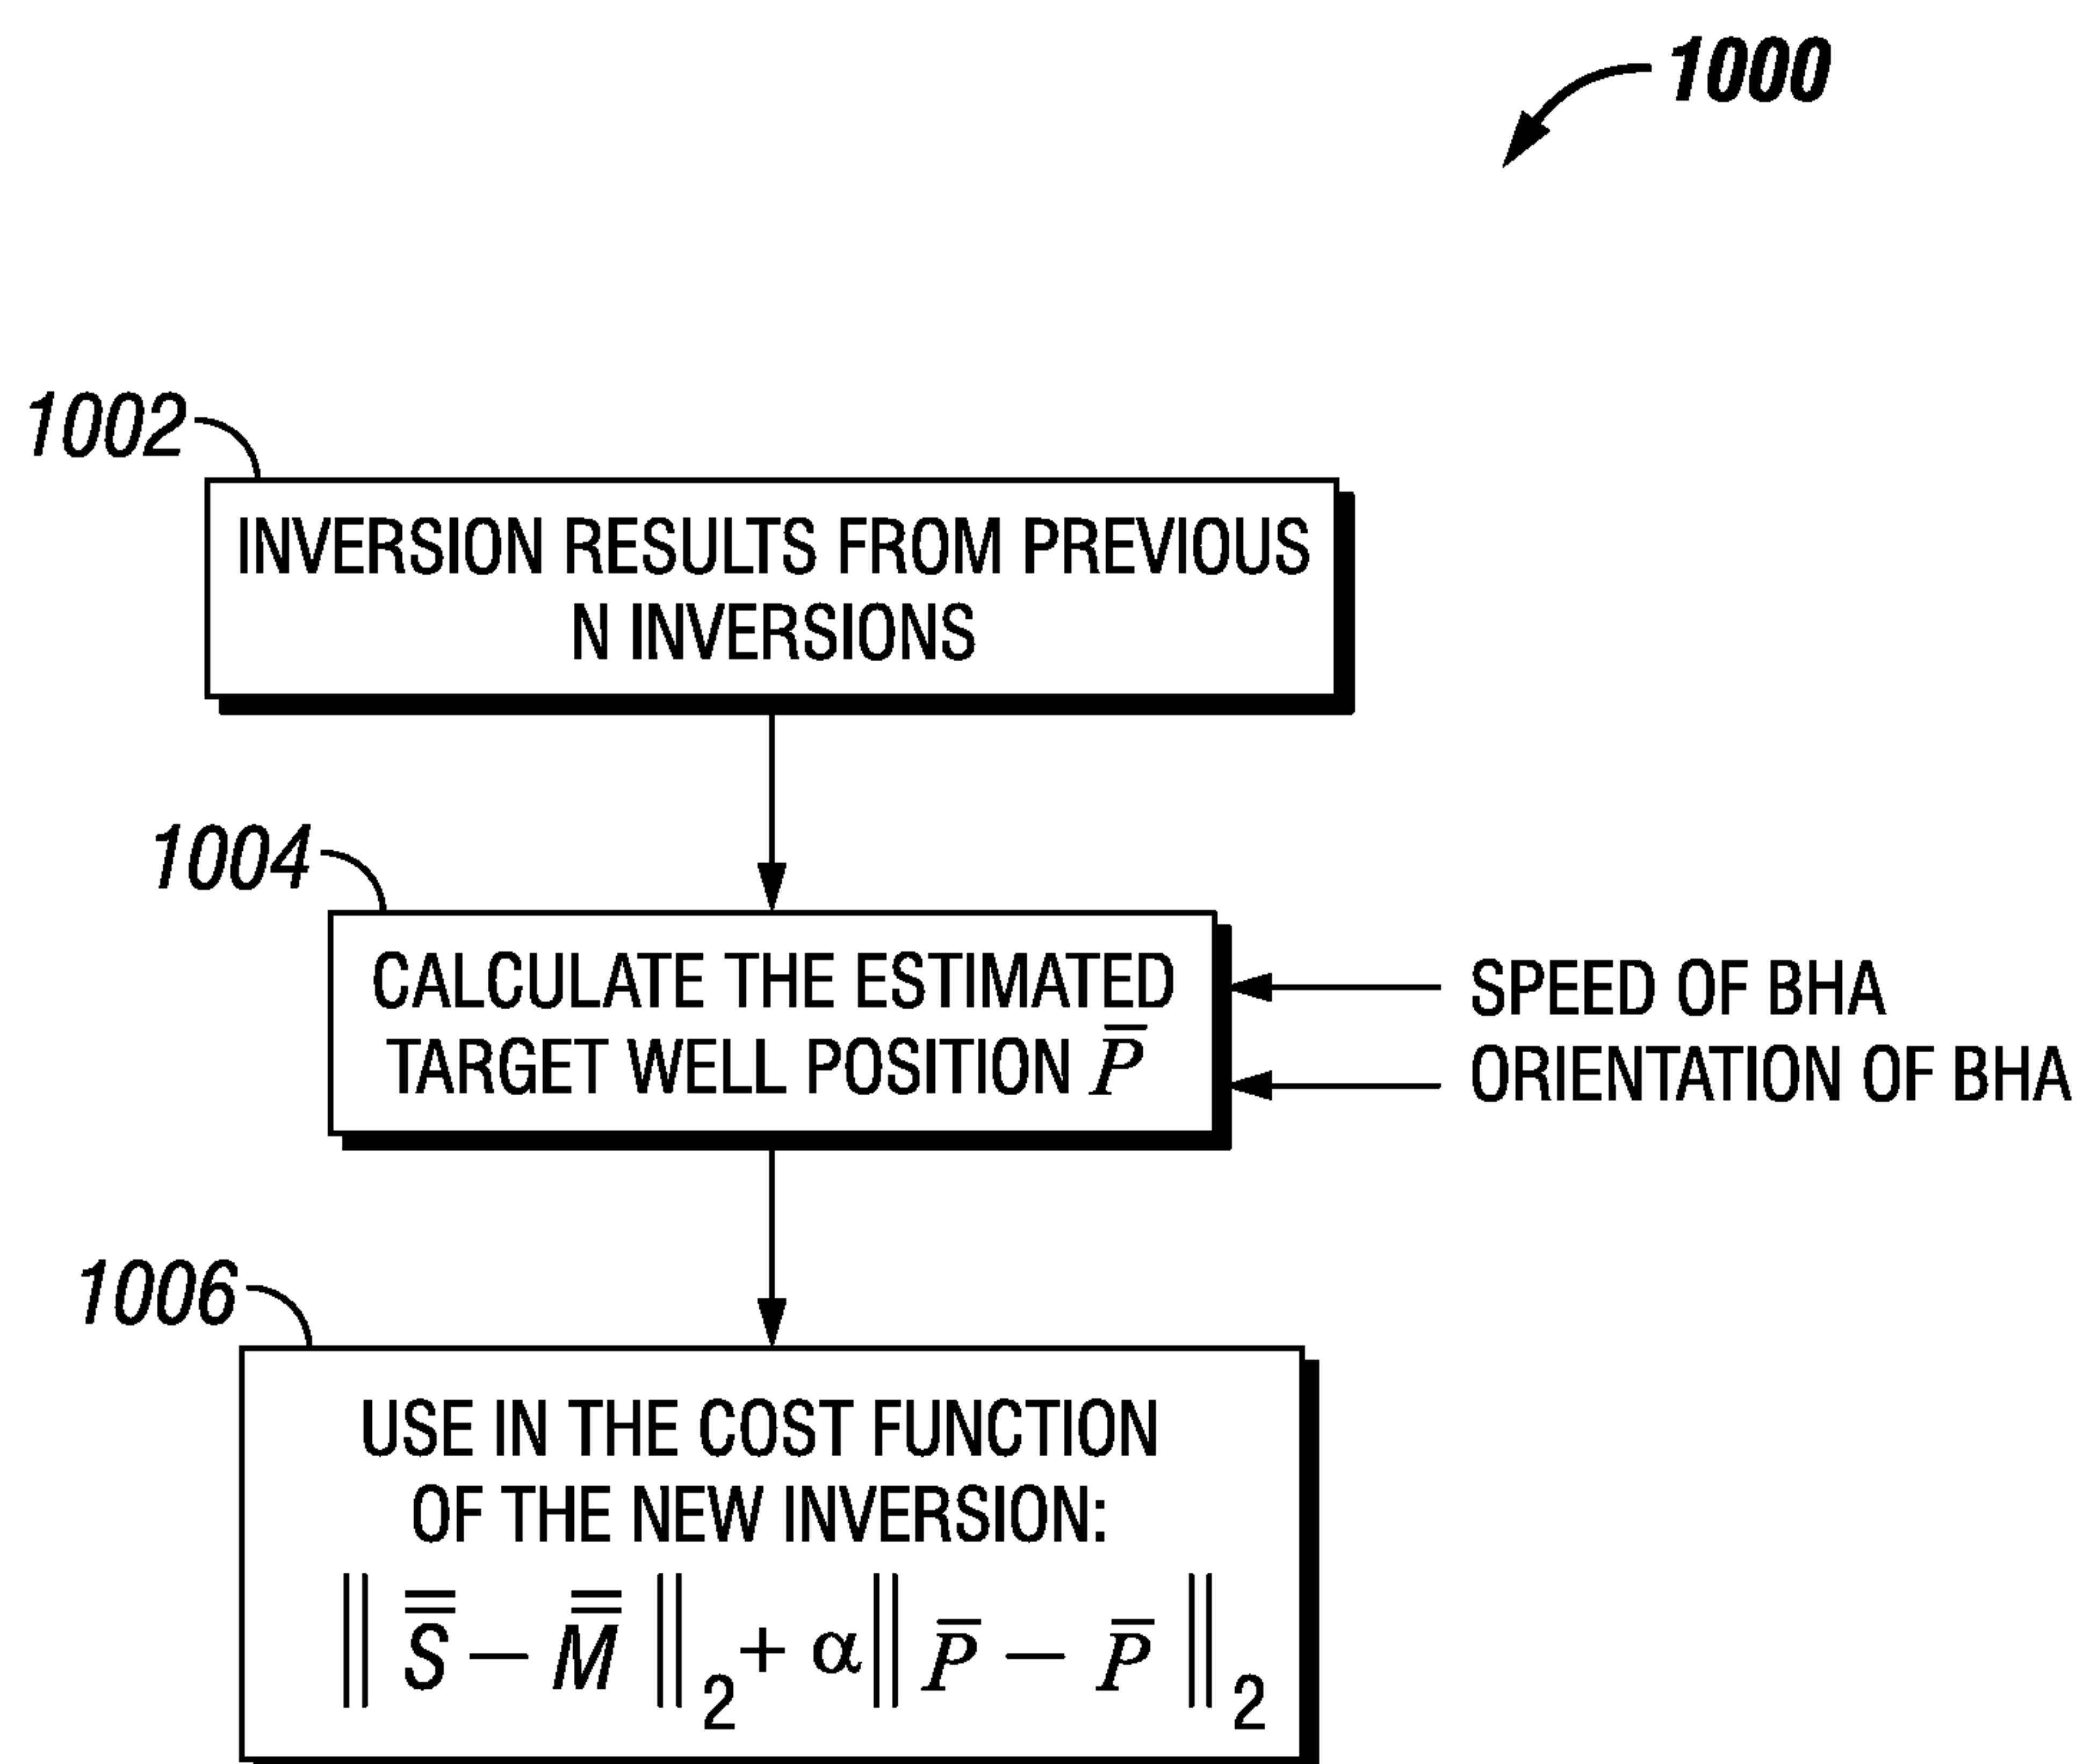 1000
1002
INVERSION RESULTS FROM PREVIOUS
N INVERSIONS
1004
CALCULATE THE ESTIMATED
TARGET WELL POSITION P̅
SPEED OF BHA
ORIENTATION OF BHA
1006
USE IN THE COST FUNCTION
OF THE NEW INVERSION:
‖ S̿ − M̿ ‖₂ + α‖ P̅ − P̅ ‖₂